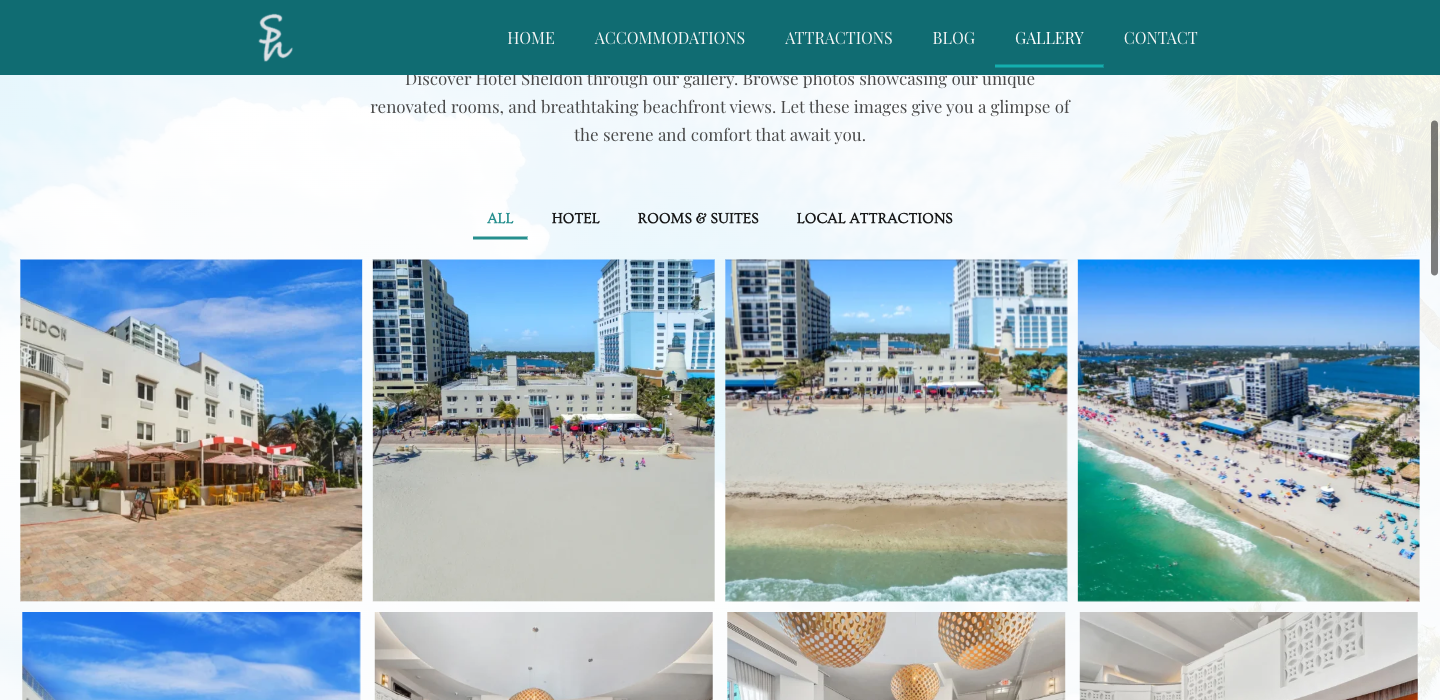 Sh
HOME ACCOMMODATIONS ATTRACTIONS BLOG GALLERY CONTACT
Discover Hotel Sheldon through our gallery. Browse photos showcasing our unique
renovated rooms, and breathtaking beachfront views. Let these images give you a glimpse of
the serene and comfort that await you.
ALL HOTEL ROOMS & SUITES LOCAL ATTRACTIONS
HELDON